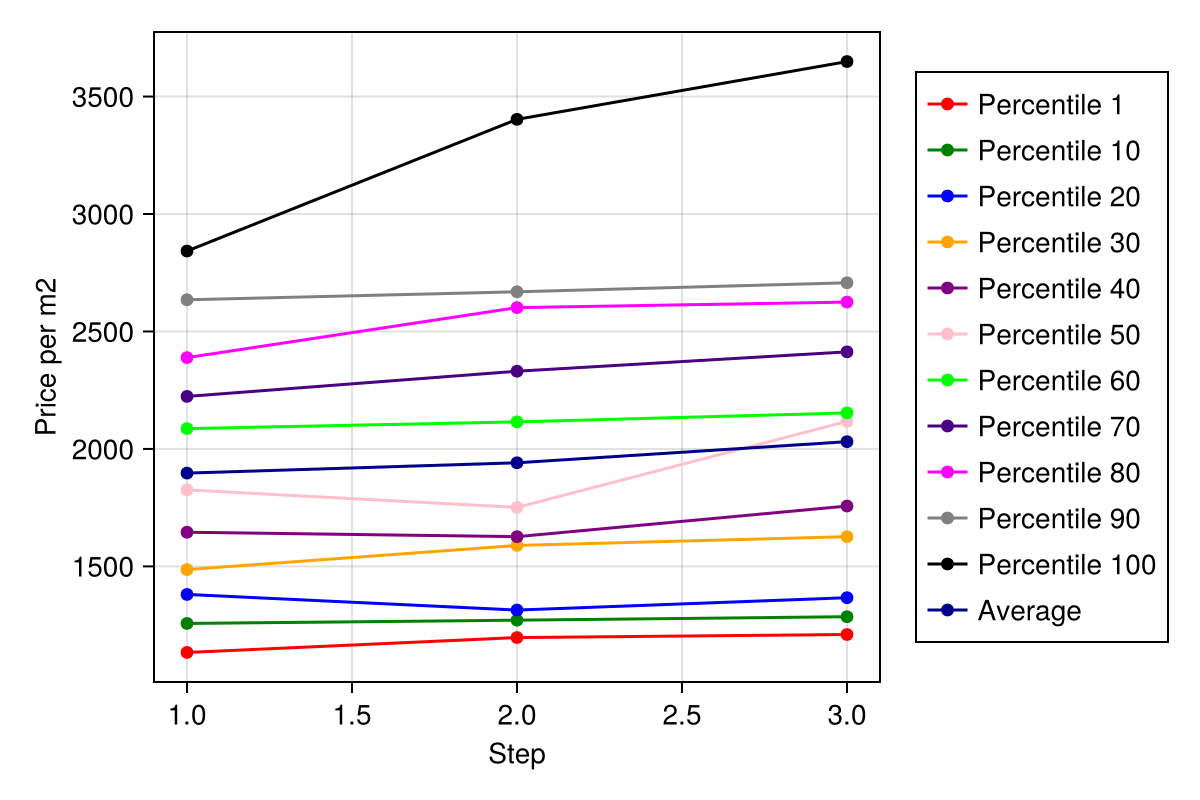 3500
3000
2500
2000
1500
Price per m2
1.0 1.5 2.0 2.5 3.0
Step
Percentile 1
Percentile 10
Percentile 20
Percentile 30
Percentile 40
Percentile 50
Percentile 60
Percentile 70
Percentile 80
Percentile 90
Percentile 100
Average